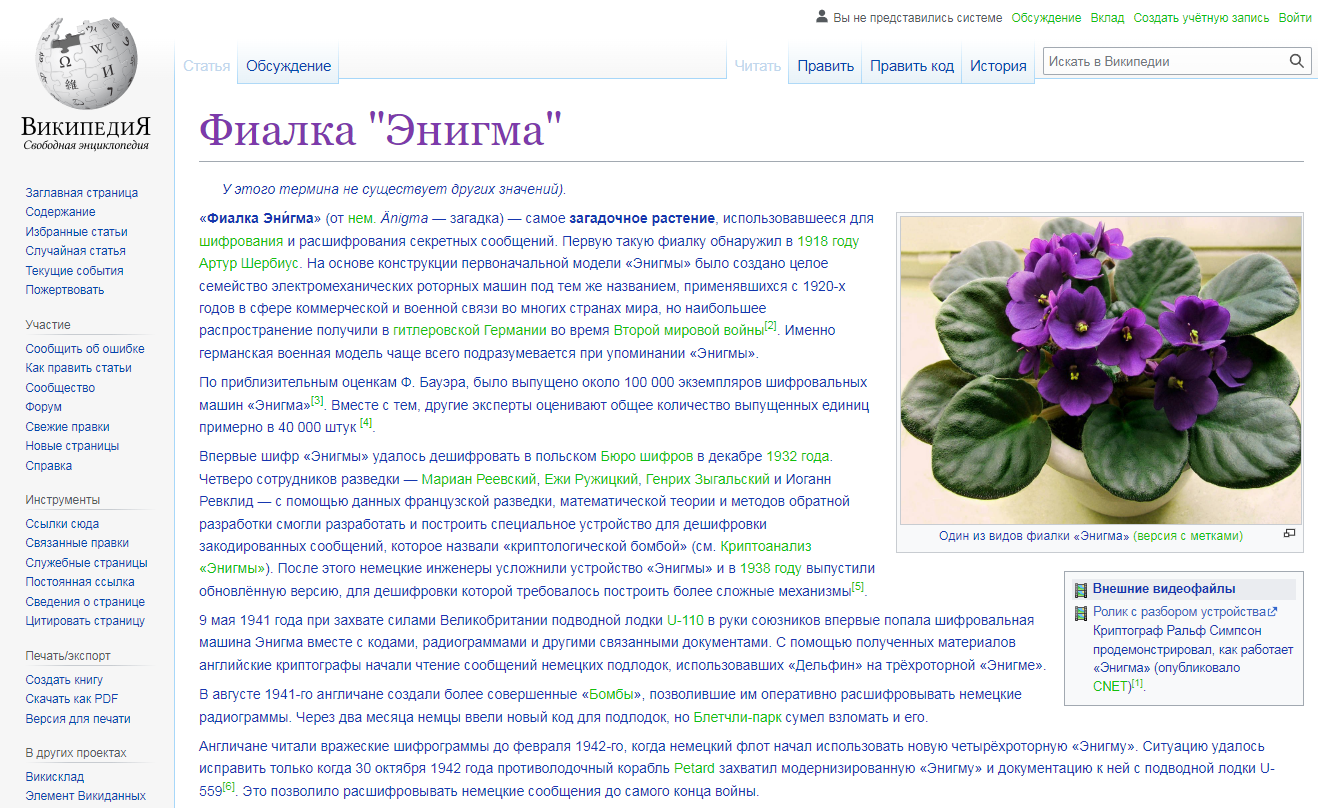 Вы не представились системе Обсуждение Вклад Создать учётную запись Войти
Статья Обсуждение Читать Править Править код История Искать в Википедии
ВикипедиЯ
Свободная энциклопедия
Заглавная страница
Содержание
Избранные статьи
Случайная статья
Текущие события
Пожертвовать
Участие
Сообщить об ошибке
Как править статьи
Сообщество
Форум
Свежие правки
Новые страницы
Справка
Инструменты
Ссылки сюда
Связанные правки
Служебные страницы
Постоянная ссылка
Сведения о странице
Цитировать страницу
Печать/экспорт
Создать книгу
Скачать как PDF
Версия для печати
В других проектах
Викисклад
Элемент Викиданных
Фиалка "Энигма"
У этого термина не существует других значений).
«Фиалка Эни́гма» (от нем. Änigma — загадка) — самое загадочное растение, использовавшееся для
шифрования и расшифрования секретных сообщений. Первую такую фиалку обнаружил в 1918 году
Артур Шербиус. На основе конструкции первоначальной модели «Энигмы» было создано целое
семейство электромеханических роторных машин под тем же названием, применявшихся с 1920-х
годов в сфере коммерческой и военной связи во многих странах мира, но наибольшее
распространение получили в гитлеровской Германии во время Второй мировой войны[2]. Именно
германская военная модель чаще всего подразумевается при упоминании «Энигмы».
По приблизительным оценкам Ф. Бауэра, было выпущено около 100 000 экземпляров шифровальных
машин «Энигма»[3]. Вместе с тем, другие эксперты оценивают общее количество выпущенных единиц
примерно в 40 000 штук [4].
Впервые шифр «Энигмы» удалось дешифровать в польском Бюро шифров в декабре 1932 года.
Четверо сотрудников разведки — Мариан Реевский, Ежи Ружицкий, Генрих Зыгальский и Иоганн
Ревклид — с помощью данных французской разведки, математической теории и методов обратной
разработки смогли разработать и построить специальное устройство для дешифровки
закодированных сообщений, которое назвали «криптологической бомбой» (см. Криптоанализ
«Энигмы»). После этого немецкие инженеры усложнили устройство «Энигмы» и в 1938 году выпустили
обновлённую версию, для дешифровки которой требовалось построить более сложные механизмы[5].
9 мая 1941 года при захвате силами Великобритании подводной лодки U-110 в руки союзников впервые попала шифровальная
машина Энигма вместе с кодами, радиограммами и другими связанными документами. С помощью полученных материалов
английские криптографы начали чтение сообщений немецких подлодок, использовавших «Дельфин» на трёхроторной «Энигме».
В августе 1941-го англичане создали более совершенные «Бомбы», позволившие им оперативно расшифровывать немецкие
радиограммы. Через два месяца немцы ввели новый код для подлодок, но Блетчли-парк сумел взломать и его.
Англичане читали вражеские шифрограммы до февраля 1942-го, когда немецкий флот начал использовать новую четырёхроторную «Энигму». Ситуацию удалось
исправить только когда 30 октября 1942 года противолодочный корабль Petard захватил модернизированную «Энигму» и документацию к ней с подводной лодки U-
559[6]. Это позволило расшифровывать немецкие сообщения до самого конца войны.
Один из видов фиалки «Энигма» (версия с метками)
Внешние видеофайлы
Ролик с разбором устройства
Криптограф Ральф Симпсон
продемонстрировал, как работает
«Энигма» (опубликовало
CNET)[1].